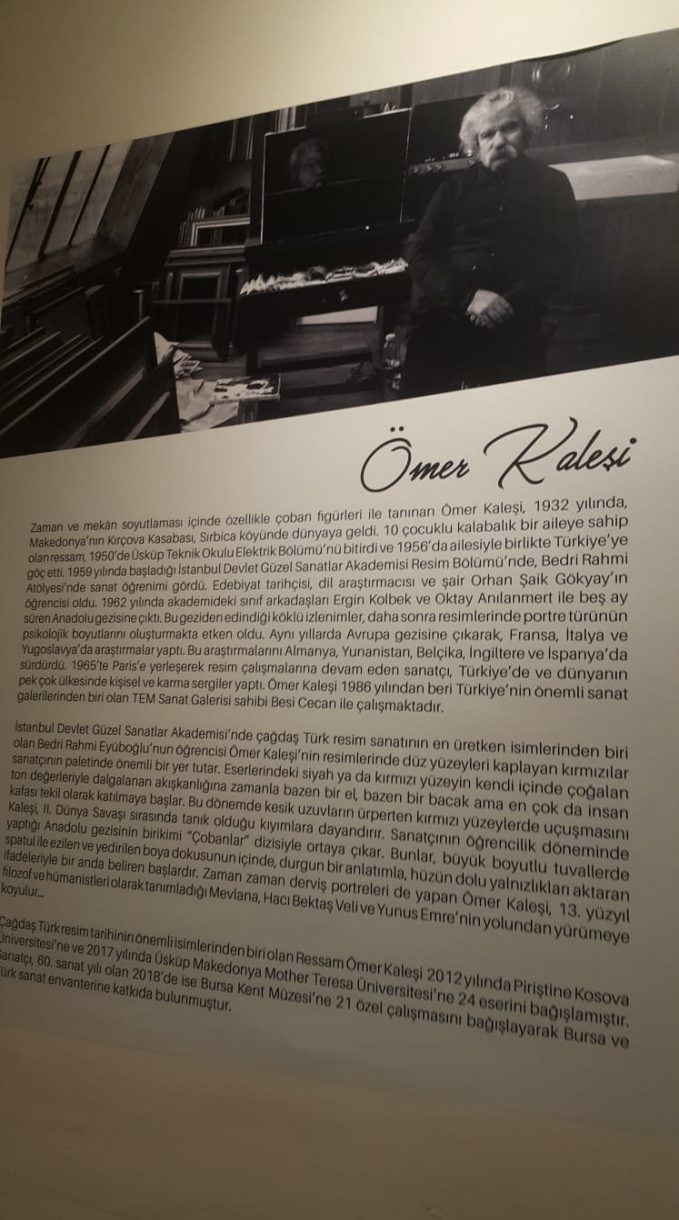 Ömer Kaleşi
Zaman ve mekân soyutlaması içinde özellikle çoban figürleri ile tanınan Ömer Kaleşi, 1932 yılında,
Makedonya'nın Kırçova Kasabası, Sırbica köyünde dünyaya geldi. 10 çocuklu kalabalık bir aileye sahip
olan ressam, 1950'de Üsküp Teknik Okulu Elektrik Bölümü'nü bitirdi ve 1956'da ailesiyle birlikte Türkiye'ye
göç etti. 1959 yılında başladığı İstanbul Devlet Güzel Sanatlar Akademisi Resim Bölümü'nde, Bedri Rahmi
Atölyesi'nde sanat öğrenimi gördü. Edebiyat tarihçisi, dil araştırmacısı ve şair Orhan Şaik Gökyay'ın
öğrencisi oldu. 1962 yılında akademideki sınıf arkadaşları Ergin Kolbek ve Oktay Anılanmert ile beş ay
süren Anadolu gezisine çıktı. Bu geziden edindiği köklü izlenimler, daha sonra resimlerinde portre türünün
psikolojik boyutlarını oluşturmakta etken oldu. Aynı yıllarda Avrupa gezisine çıkarak, Fransa, İtalya ve
Yugoslavya'da araştırmalar yaptı. Bu araştırmalarını Almanya, Yunanistan, Belçika, İngiltere ve İspanya'da
sürdürdü. 1965'te Paris'e yerleşerek resim çalışmalarına devam eden sanatçı, Türkiye'de ve dünyanın
pek çok ülkesinde kişisel ve karma sergiler yaptı. Ömer Kaleşi 1986 yılından beri Türkiye'nin önemli sanat
galerilerinden biri olan TEM Sanat Galerisi sahibi Besi Cecan ile çalışmaktadır.
İstanbul Devlet Güzel Sanatlar Akademisi'nde çağdaş Türk resim sanatının en üretken isimlerinden biri
olan Bedri Rahmi Eyüboğlu'nun öğrencisi Ömer Kaleşi'nin resimlerinde düz yüzeyleri kaplayan kırmızılar
sanatçının paletinde önemli bir yer tutar. Eserlerindeki siyah ya da kırmızı yüzeyin kendi içinde çoğalan
ton değerleriyle dalgalanan akışkanlığına zamanla bazen bir el, bazen bir bacak ama en çok da insan
kafası tekil olarak katılmaya başlar. Bu dönemde kesik uzuvların ürperten kırmızı yüzeylerde uçuşmasını
Kaleşi, II. Dünya Savaşı sırasında tanık olduğu kıyımlara dayandırır. Sanatçının öğrencilik döneminde
yaptığı Anadolu gezisinin birikimi “Çobanlar” dizisiyle ortaya çıkar. Bunlar, büyük boyutlu tuvallerde
spatul ile ezilen ve yedirilen boya dokusunun içinde, durgun bir anlatımla, hüzün dolu yalnızlıkları aktaran
ifadeleriyle bir anda beliren başlardır. Zaman zaman derviş portreleri de yapan Ömer Kaleşi, 13. yüzyıl
filozof ve hümanistleri olarak tanımladığı Mevlana, Hacı Bektaş Veli ve Yunus Emre'nin yolundan yürümeye
koyulur...
Çağdaş Türk resim tarihinin önemli isimlerinden biri olan Ressam Ömer Kaleşi 2012 yılında Piriştine Kosova
Üniversitesi'ne ve 2017 yılında Üsküp Makedonya Mother Teresa Üniversitesi'ne 24 eserini bağışlamıştır.
Sanatçı, 60. sanat yılı olan 2018'de ise Bursa Kent Müzesi'ne 21 özel çalışmasını bağışlayarak Bursa ve
Türk sanat envanterine katkıda bulunmuştur.